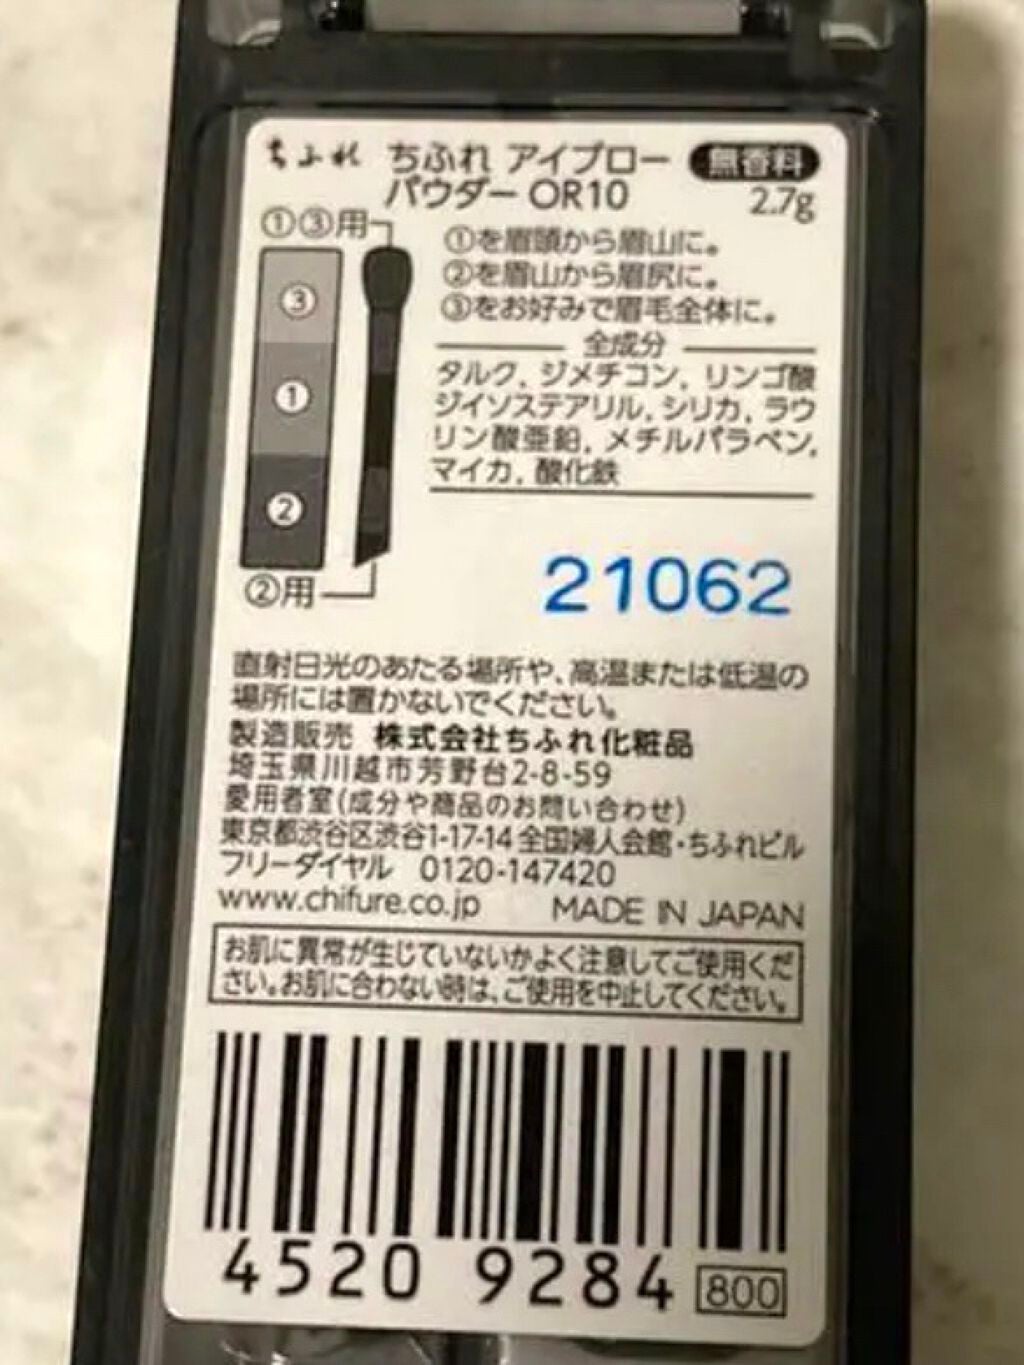 ちふれ ちふれ アイブロー 無香料
パウダー OR10 2.7g
①③用
①を眉頭から眉山に。
②を眉山から眉尻に。
③をお好みで眉毛全体に。
③
①
②
②用
全成分
タルク, ジメチコン, リンゴ酸
ジイソステアリル, シリカ, ラウ
リン酸亜鉛, メチルパラベン,
マイカ, 酸化鉄
21062
直射日光のあたる場所や、高温または低温の
場所には置かないでください。
製造販売 株式会社ちふれ化粧品
埼玉県川越市芳野台2-8-59
愛用者室(成分や商品のお問い合わせ)
東京都渋谷区渋谷1-17-14全国婦人会館・ちふれビル
フリーダイヤル 0120-147420
www.chifure.co.jp MADE IN JAPAN
お肌に異常が生じていないかよく注意してご使用くだ
さい。お肌に合わない時は、ご使用を中止してください。
4520 9284 800